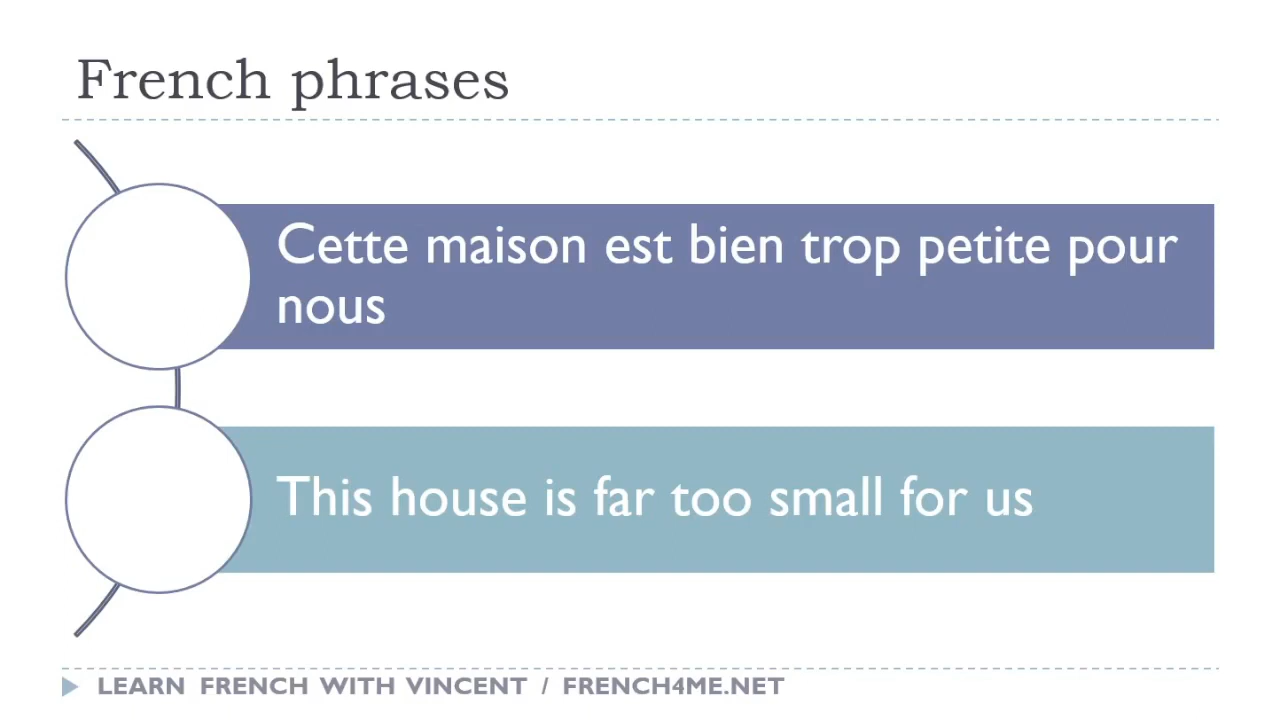 French phrases
Cette maison est bien trop petite pour
nous
This house is far too small for us
LEARN FRENCH WITH VINCENT / FRENCH4ME.NET